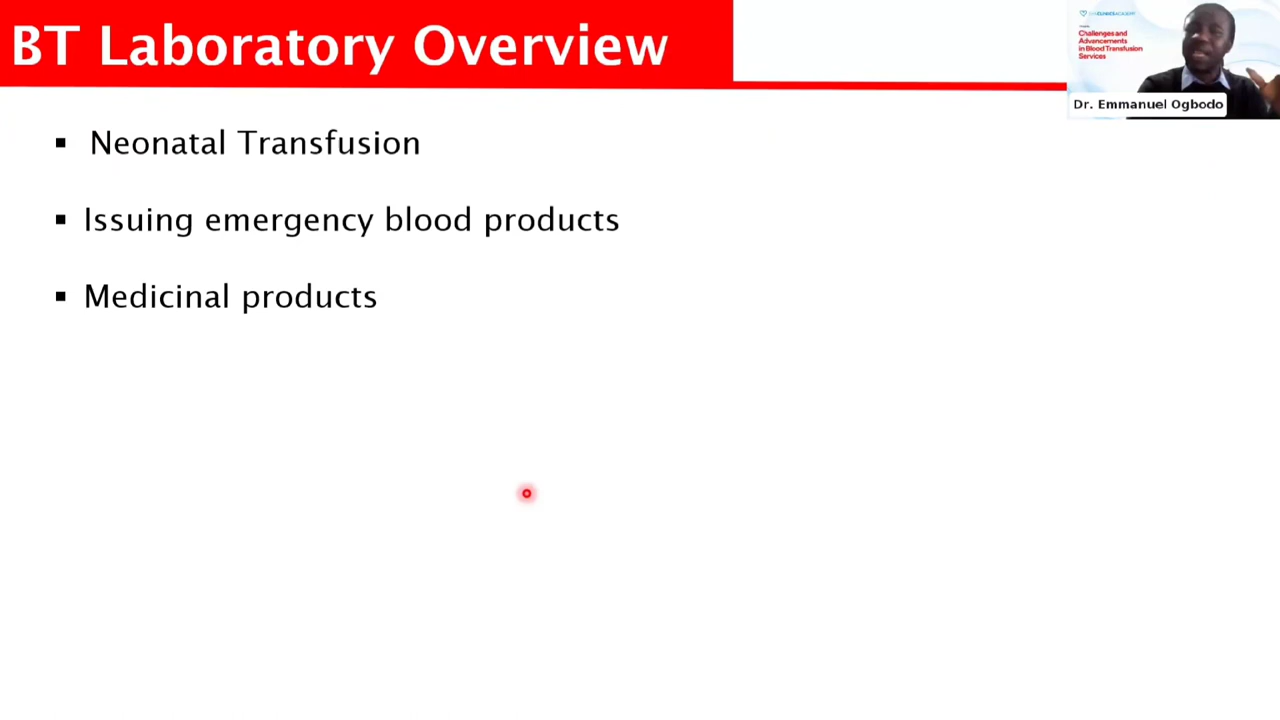 BT Laboratory Overview
Challenges and
Advancements
in Blood Transfusion
Services
Dr. Emmanuel Ogbodo
▪ Neonatal Transfusion
▪ Issuing emergency blood products
▪ Medicinal products